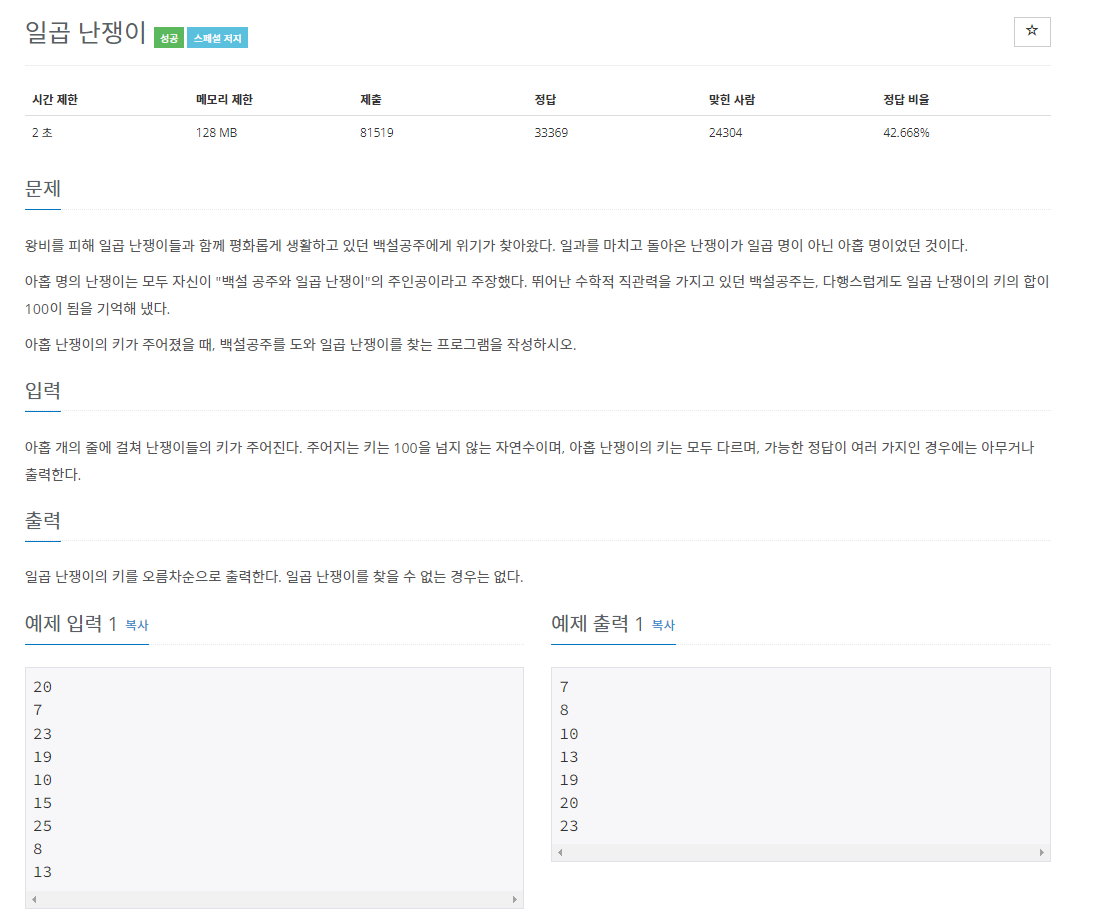 일곱 난쟁이 성공 스페셜 저지
☆
시간 제한 메모리 제한 제출 정답 맞힌 사람 정답 비율
2 초 128 MB 81519 33369 24304 42.668%
문제
왕비를 피해 일곱 난쟁이들과 함께 평화롭게 생활하고 있던 백설공주에게 위기가 찾아왔다. 일과를 마치고 돌아온 난쟁이가 일곱 명이 아닌 아홉 명이었던 것이다.
아홉 명의 난쟁이는 모두 자신이 "백설 공주와 일곱 난쟁이"의 주인공이라고 주장했다. 뛰어난 수학적 직관력을 가지고 있던 백설공주는, 다행스럽게도 일곱 난쟁이의 키의 합이
100이 됨을 기억해 냈다.
아홉 난쟁이의 키가 주어졌을 때, 백설공주를 도와 일곱 난쟁이를 찾는 프로그램을 작성하시오.
입력
아홉 개의 줄에 걸쳐 난쟁이들의 키가 주어진다. 주어지는 키는 100을 넘지 않는 자연수이며, 아홉 난쟁이의 키는 모두 다르며, 가능한 정답이 여러 가지인 경우에는 아무거나
출력한다.
출력
일곱 난쟁이의 키를 오름차순으로 출력한다. 일곱 난쟁이를 찾을 수 없는 경우는 없다.
예제 입력 1 복사
20
7
23
19
10
15
25
8
13
예제 출력 1 복사
7
8
10
13
19
20
23